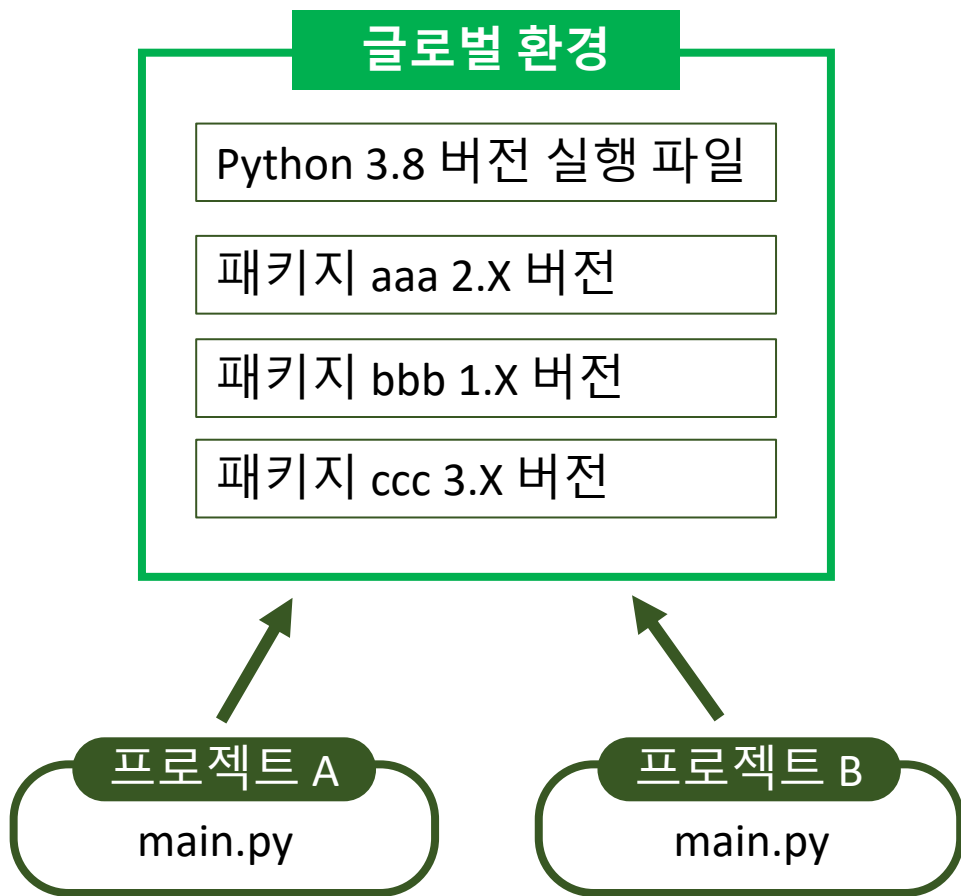 글로벌 환경
Python 3.8 버전 실행 파일
패키지 aaa 2.X 버전
패키지 bbb 1.X 버전
패키지 ccc 3.X 버전
프로젝트 A
main.py
프로젝트 B
main.py